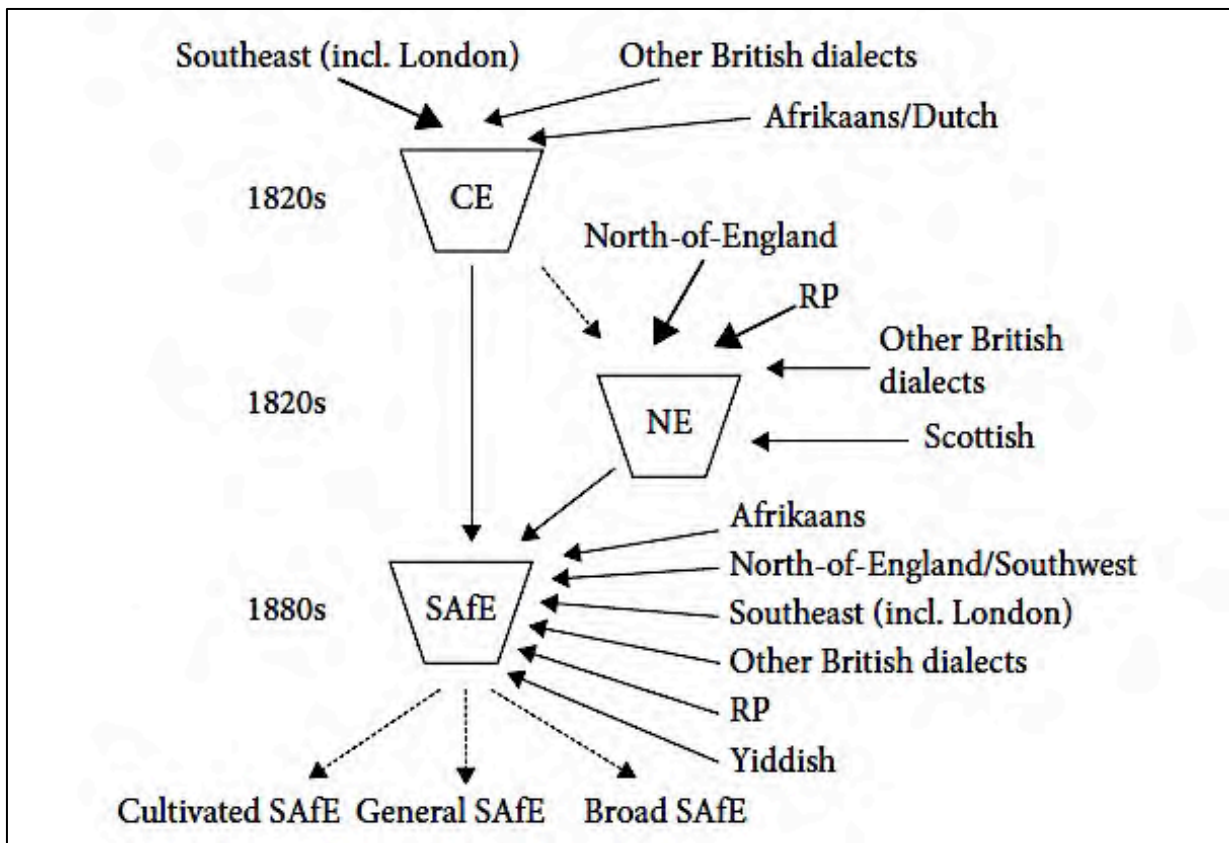 Southeast (incl. London)
Other British dialects
Afrikaans/Dutch
1820s
CE
North-of-England
RP
Other British
dialects
1820s
NE
Scottish
Afrikaans
North-of-England/Southwest
1880s
SAfE
Southeast (incl. London)
Other British dialects
RP
Yiddish
Cultivated SAfE
General SAfE
Broad SAfE